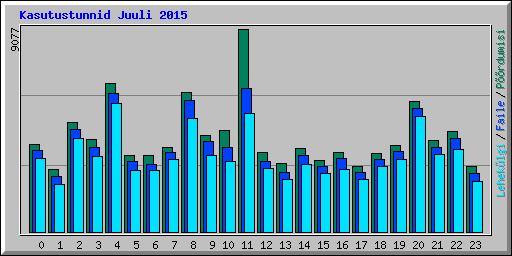 Kasutustunnid Juuli 2015
9077
Lehekülgi / Faile / Pöördumisi
0 1 2 3 4 5 6 7 8 9 10 11 12 13 14 15 16 17 18 19 20 21 22 23